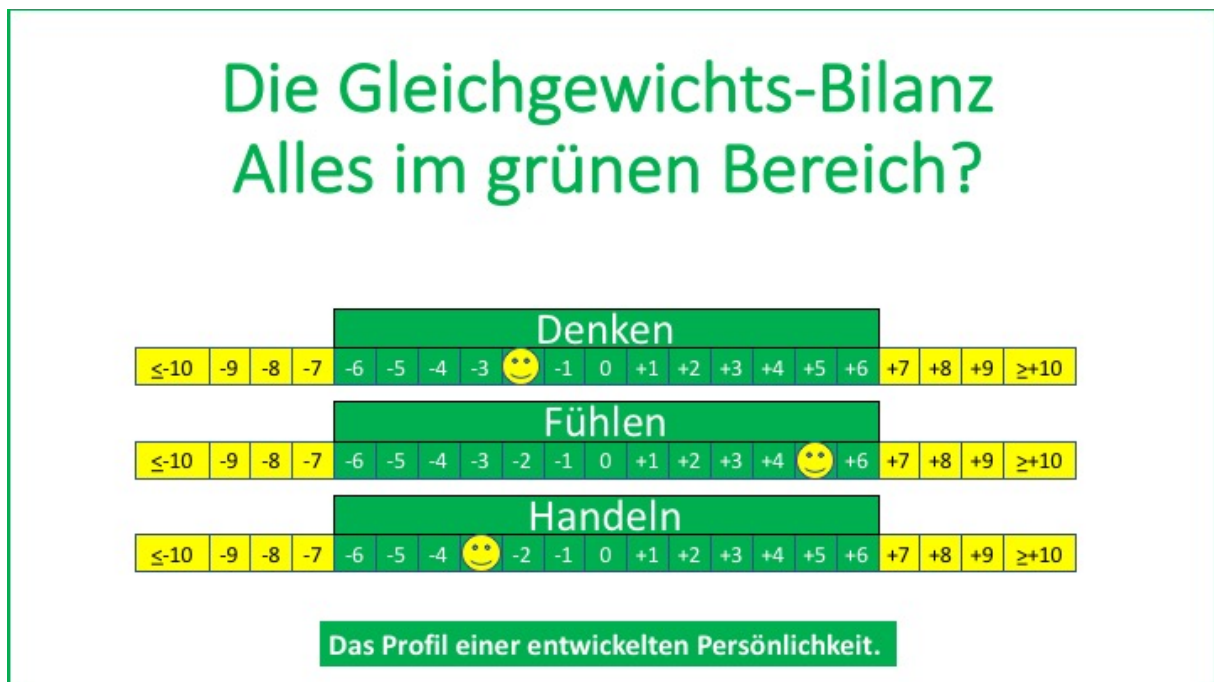 Die Gleichgewichts-Bilanz
Alles im grünen Bereich?
Denken
≤-10 -9 -8 -7 -6 -5 -4 -3 -1 0 +1 +2 +3 +4 +5 +6 +7 +8 +9 ≥+10
Fühlen
≤-10 -9 -8 -7 -6 -5 -4 -3 -2 -1 0 +1 +2 +3 +4 +6 +7 +8 +9 ≥+10
Handeln
≤-10 -9 -8 -7 -6 -5 -4 -2 -1 0 +1 +2 +3 +4 +5 +6 +7 +8 +9 ≥+10
Das Profil einer entwickelten Persönlichkeit.